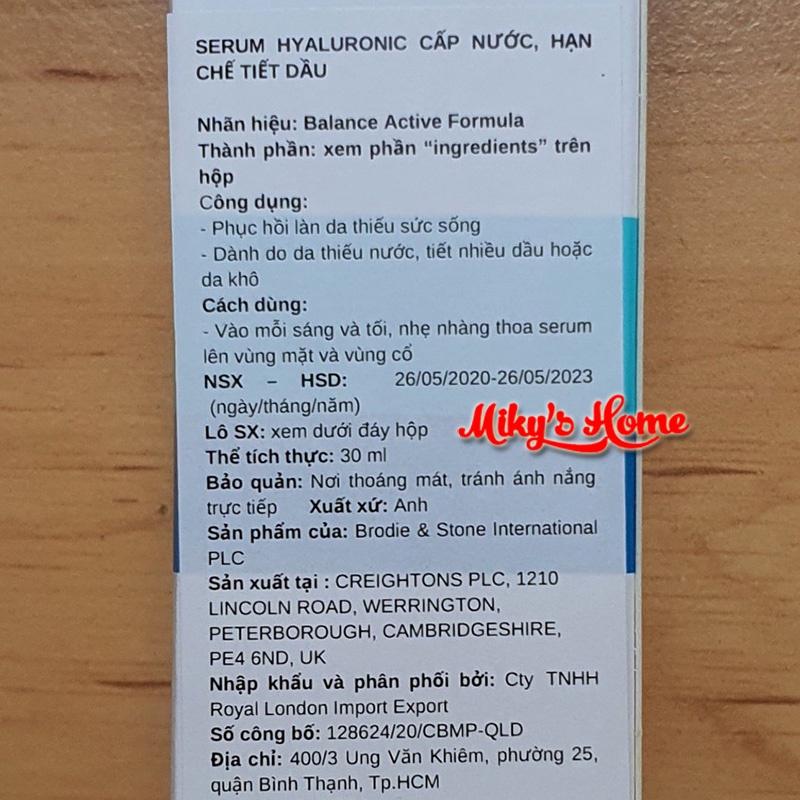 SERUM HYALURONIC CẤP NƯỚC, HẠN
CHẾ TIẾT DẦU
Nhãn hiệu: Balance Active Formula
Thành phần: xem phần “ingredients” trên
hộp
Công dụng:
- Phục hồi làn da thiếu sức sống
- Dành do da thiếu nước, tiết nhiều dầu hoặc
da khô
Cách dùng:
- Vào mỗi sáng và tối, nhẹ nhàng thoa serum
lên vùng mặt và vùng cổ
NSX – HSD: 26/05/2020-26/05/2023
(ngày/tháng/năm)
Miky's Home
Lô SX: xem dưới đáy hộp
Thể tích thực: 30 ml
Bảo quản: Nơi thoáng mát, tránh ánh nắng
trực tiếp Xuất xứ: Anh
Sản phẩm của: Brodie & Stone International
PLC
Sản xuất tại : CREIGHTONS PLC, 1210
LINCOLN ROAD, WERRINGTON,
PETERBOROUGH, CAMBRIDGESHIRE,
PE4 6ND, UK
Nhập khẩu và phân phối bởi: Cty TNHH
Royal London Import Export
Số công bố: 128624/20/CBMP-QLD
Địa chỉ: 400/3 Ung Văn Khiêm, phường 25,
quận Bình Thạnh, Tp.HCM